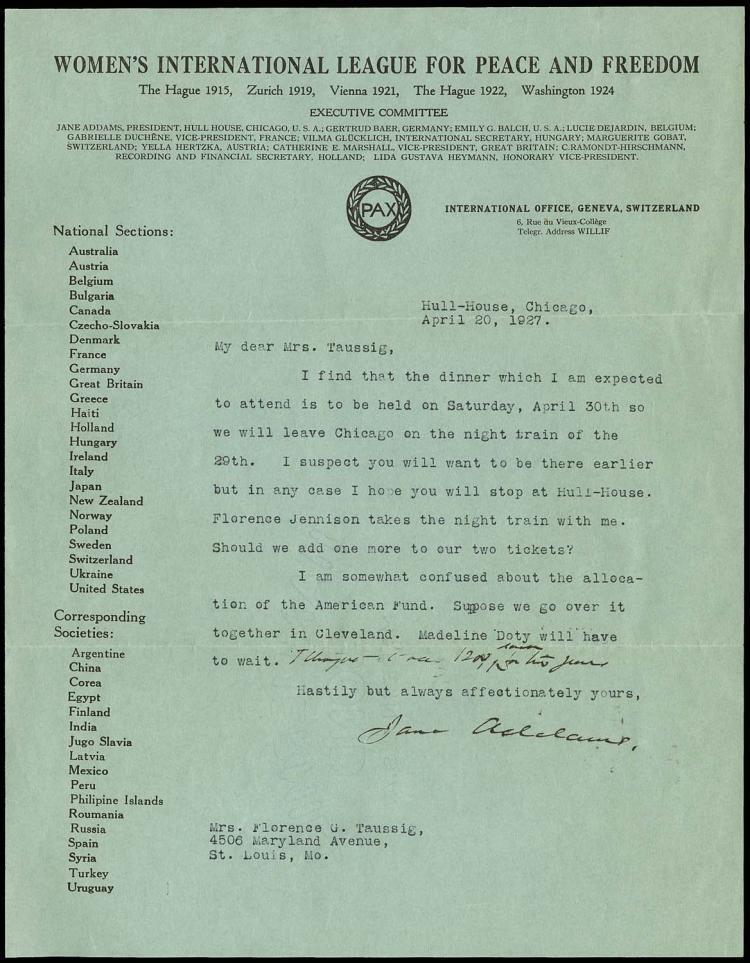 WOMEN'S INTERNATIONAL LEAGUE FOR PEACE AND FREEDOM
The Hague 1915, Zurich 1919, Vienna 1921, The Hague 1922, Washington 1924
EXECUTIVE COMMITTEE
JANE ADDAMS, PRESIDENT, HULL HOUSE, CHICAGO, U. S. A.; GERTRUD BAER, GERMANY; EMILY G. BALCH, U. S. A.; LUCIE DEJARDIN, BELGIUM;
GABRIELLE DUCHÊNE, VICE-PRESIDENT, FRANCE; VILMA GLÜCKLICH, INTERNATIONAL SECRETARY, HUNGARY; MARGUERITE GOBAT,
SWITZERLAND; YELLA HERTZKA, AUSTRIA; CATHERINE E. MARSHALL, VICE-PRESIDENT, GREAT BRITAIN; C.RAMONDT-HIRSCHMANN,
RECORDING AND FINANCIAL SECRETARY, HOLLAND; LIDA GUSTAVA HEYMANN, HONORARY VICE-PRESIDENT.
PAX
INTERNATIONAL OFFICE, GENEVA, SWITZERLAND
6, Rue du Vieux-Collège
Telegr. Address WILLIF
National Sections:
Australia
Austria
Belgium
Bulgaria
Canada
Czecho-Slovakia
Denmark
France
Germany
Great Britain
Greece
Haiti
Holland
Hungary
Ireland
Italy
Japan
New Zealand
Norway
Poland
Sweden
Switzerland
Ukraine
United States
Corresponding
Societies:
Argentine
China
Corea
Egypt
Finland
India
Jugo Slavia
Latvia
Mexico
Peru
Philipine Islands
Roumania
Russia
Spain
Syria
Turkey
Uruguay
Hull-House, Chicago,
April 20, 1927.
My dear Mrs. Taussig,
I find that the dinner which I am expected
to attend is to be held on Saturday, April 30th so
we will leave Chicago on the night train of the
29th. I suspect you will want to be there earlier
but in any case I hope you will stop at Hull-House.
Florence Jennison takes the night train with me.
Should we add one more to our two tickets?
I am somewhat confused about the alloca-
tion of the American Fund. Suppose we go over it
together in Cleveland. Madeline Doty will have
to wait. for two years
Hastily but always affectionately yours,
Jane Addams.
Mrs. Florence G. Taussig,
4506 Maryland Avenue,
St. Louis, Mo.